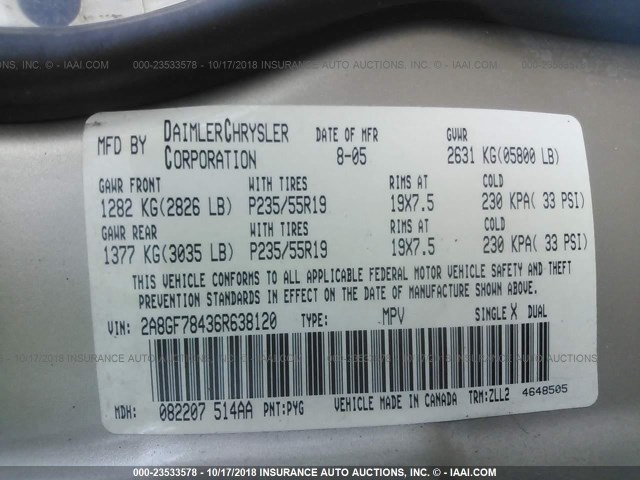 000-23533578 - 10/17/2018 INSURANCE AUTO AUCTIONS, INC. © - IAAI.COM
MFD BY DAIMLERCHRYSLER CORPORATION DATE OF MFR 8-05 GVWR 2631 KG(05800 LB)
GAWR FRONT WITH TIRES RIMS AT COLD
1282 KG(2826 LB) P235/55R19 19X7.5 230 KPA( 33 PSI)
GAWR REAR WITH TIRES RIMS AT COLD
1377 KG(3035 LB) P235/55R19 19X7.5 230 KPA( 33 PSI)
THIS VEHICLE CONFORMS TO ALL APPLICABLE FEDERAL MOTOR VEHICLE SAFETY AND THEFT
PREVENTION STANDARDS IN EFFECT ON THE DATE OF MANUFACTURE SHOWN ABOVE.
VIN: 2A8GF78436R638120 TYPE: MPV SINGLE X DUAL
MDH: 082207 514AA PNT:PYG VEHICLE MADE IN CANADA TRM:ZLL2 4648505
000-23533578 - 10/17/2018 INSURANCE AUTO AUCTIONS, INC. © - IAAI.COM